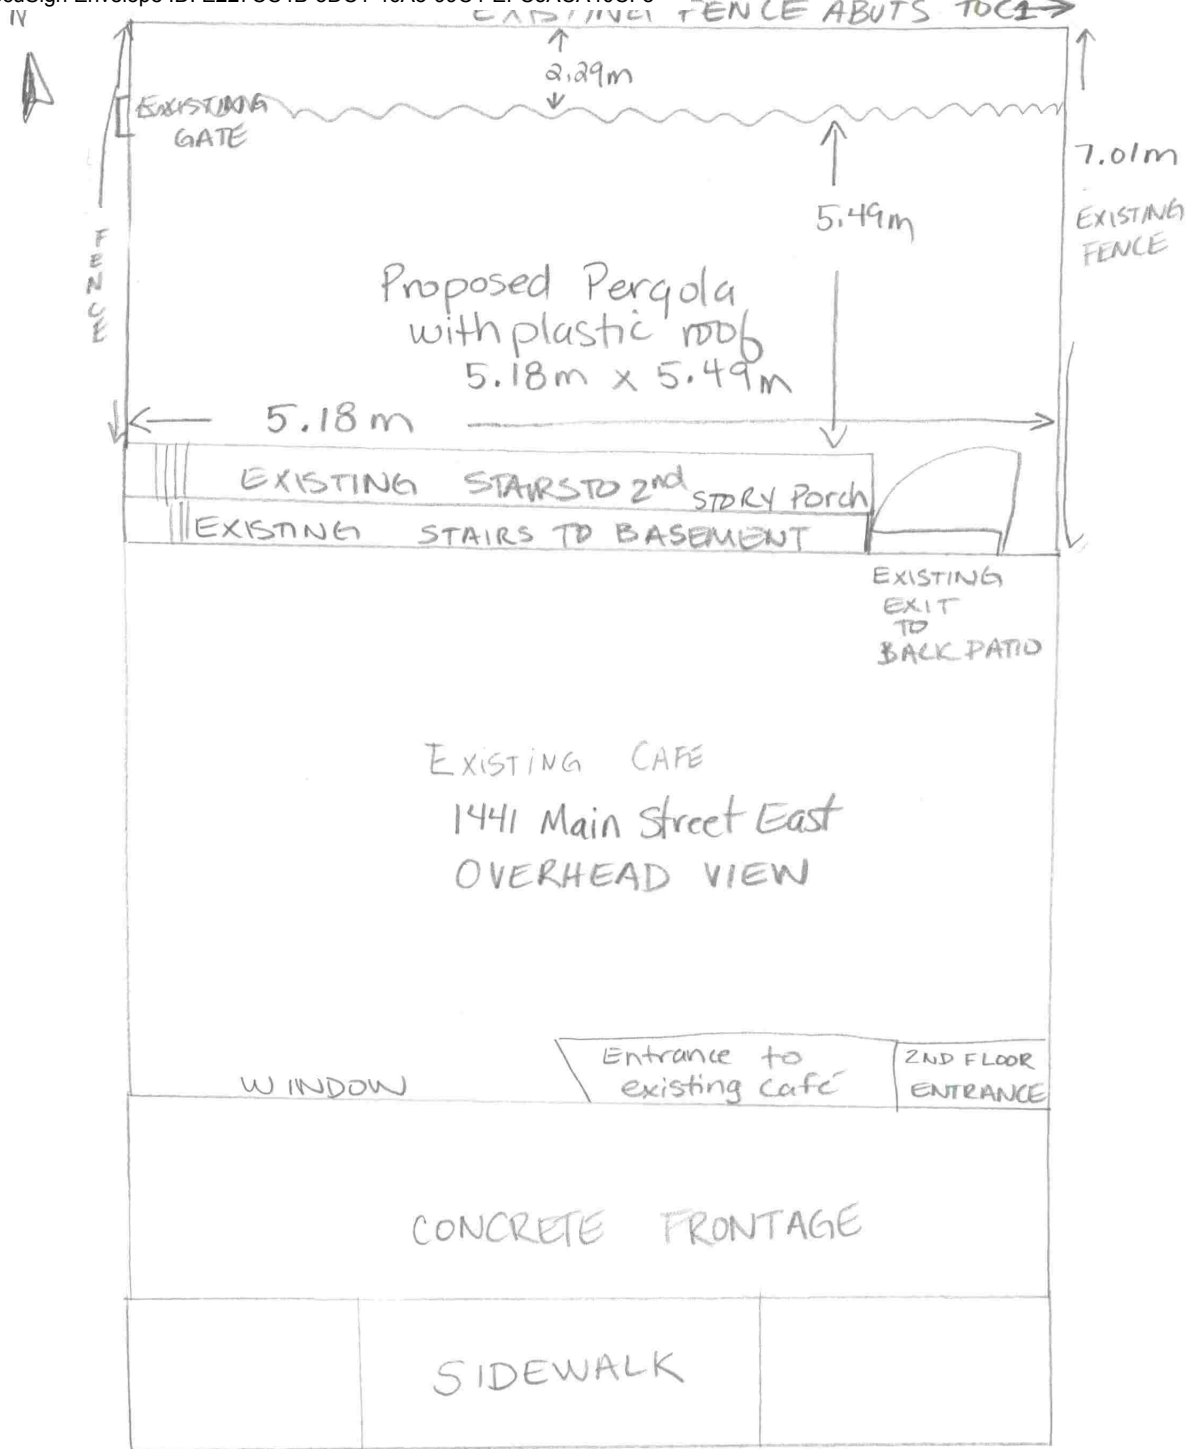 N
FENCE ABUTS TO C1
2.29m
EXISTING
GATE
7.01m
EXISTING
FENCE
5.49m
FENCE
Proposed Pergola
with plastic roof
5.18m x 5.49m
5.18m
EXISTING STAIRS TO 2nd STORY Porch
EXISTING STAIRS TO BASEMENT
EXISTING
EXIT
TO
BACK PATIO
EXISTING CAFE
1441 Main Street East
OVERHEAD VIEW
WINDOW
Entrance to
existing café
2ND FLOOR
ENTRANCE
CONCRETE FRONTAGE
SIDEWALK